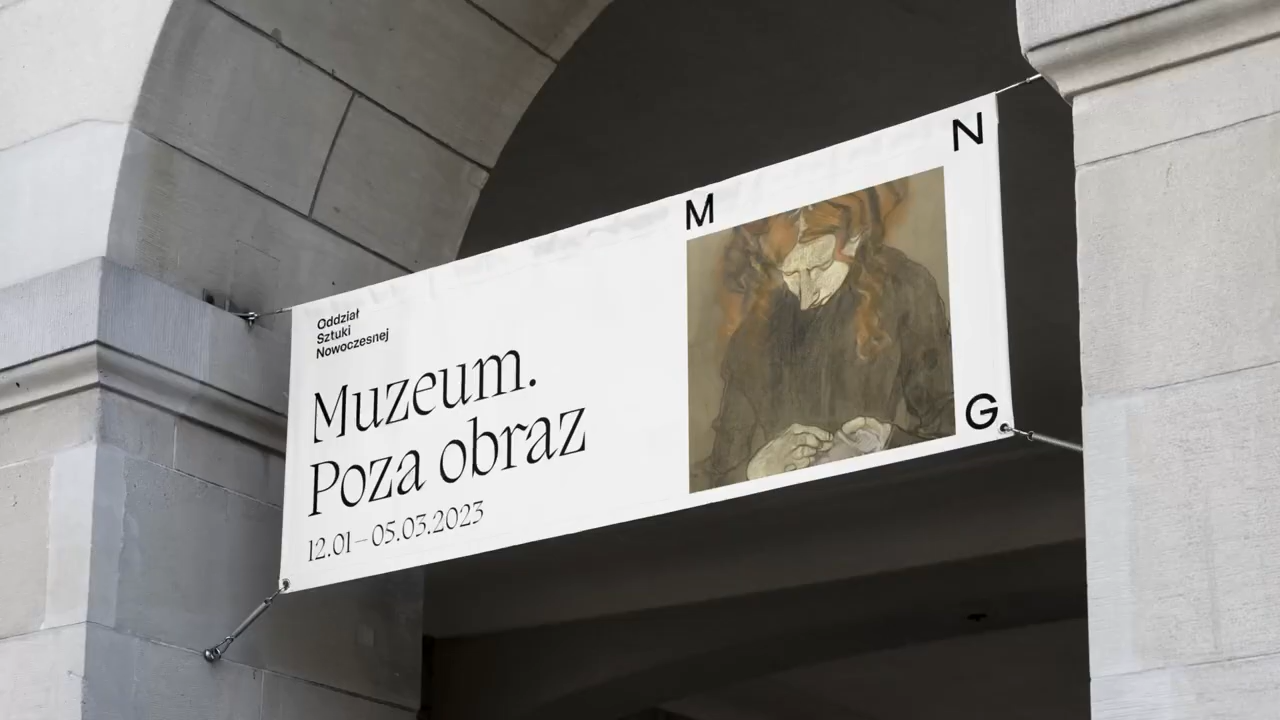 Oddział
Sztuki
Nowoczesnej
Muzeum.
Poza obraz
12.01–05.03.2023
M
N
G